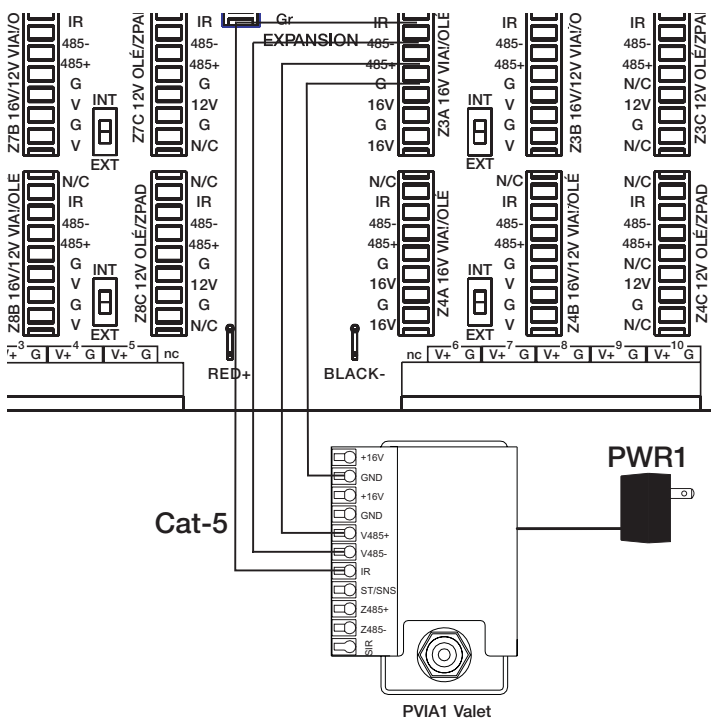 IR
485-
485+
G
V
G
V
Z7B 16V/12V VIA!/O
INT
EXT
IR
485-
485+
G
12V
G
N/C
Z7C 12V OLÉ/ZPAD
Gr
EXPANSION
IR
485-
485+
G
16V
G
16V
Z3A 16V VIA!/OLÉ
INT
EXT
IR
485-
485+
G
V
G
V
Z3B 16V/12V VIA!/O
IR
485-
485+
N/C
12V
G
N/C
Z3C 12V OLÉ/ZPA
N/C
IR
485-
485+
G
V
G
V
Z8B 16V/12V VIA!/OLÉ
INT
EXT
N/C
IR
485-
485+
G
12V
G
N/C
Z8C 12V OLÉ/ZPAD
N/C
IR
485-
485+
G
16V
G
16V
Z4A 16V VIA!/OLÉ
INT
EXT
N/C
IR
485-
485+
G
V
G
V
Z4B 16V/12V VIA!/OLÉ
N/C
IR
485-
485+
N/C
12V
G
N/C
Z4C 12V OLÉ/ZPAD
RED+
BLACK-
3 4 5
V+ G V+ G V+ G nc
6 7 8 9 10
nc V+ G V+ G V+ G V+ G V+ G
Cat-5
+16V
GND
+16V
GND
V485+
V485-
IR
ST/SNS
Z485+
Z485-
SIR
PWR1
PVIA1 Valet